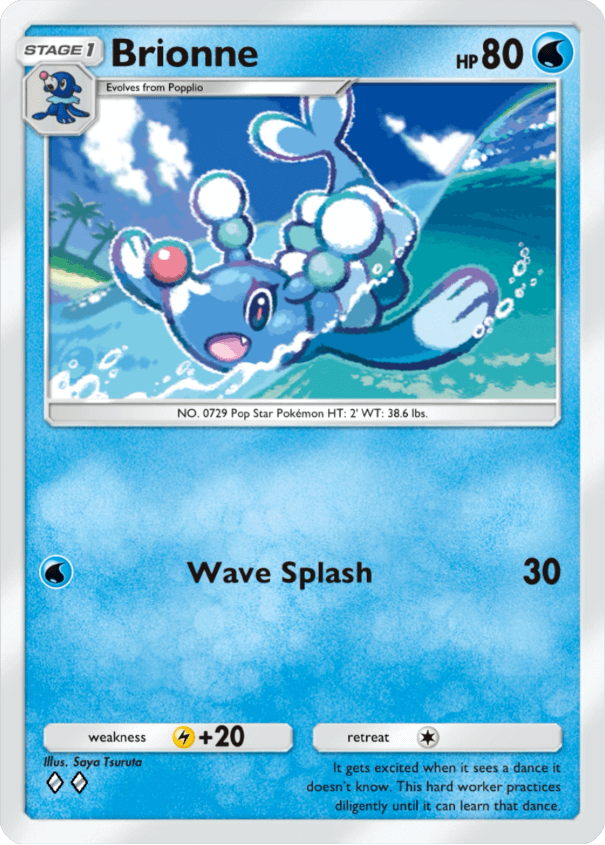 STAGE 1
Brionne
HP 80
Evolves from Popplio
NO. 0729 Pop Star Pokémon HT: 2' WT: 38.6 lbs.
Wave Splash 30
weakness +20 retreat
Illus. Saya Tsuruta
It gets excited when it sees a dance it
doesn't know. This hard worker practices
diligently until it can learn that dance.